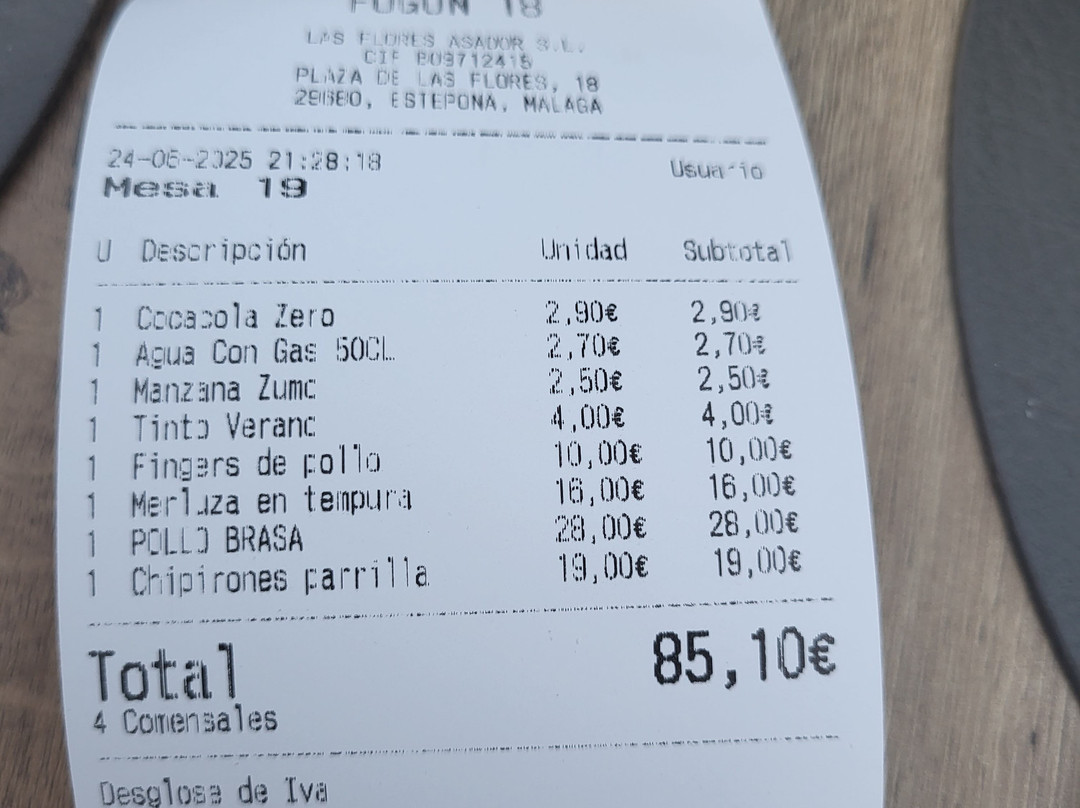 FOGON 18
LAS FLORES ASADOR S.L.
CIF B09712415
PLAZA DE LAS FLORES, 18
29680, ESTEPONA, MALAGA
24-06-2025 21:28:18 Usuario
Mesa 19
U Descripción Unidad Subtotal
1 Cocacola Zero 2,90€ 2,90€
1 Agua Con Gas 50CL 2,70€ 2,70€
1 Manzana Zumo 2,50€ 2,50€
1 Tinto Verano 4,00€ 4,00€
1 Fingers de pollo 10,00€ 10,00€
1 Merluza en tempura 16,00€ 16,00€
1 POLLO BRASA 28,00€ 28,00€
1 Chipirones parrilla 19,00€ 19,00€
Total 85,10€
4 Comensales
Desglose de Iva